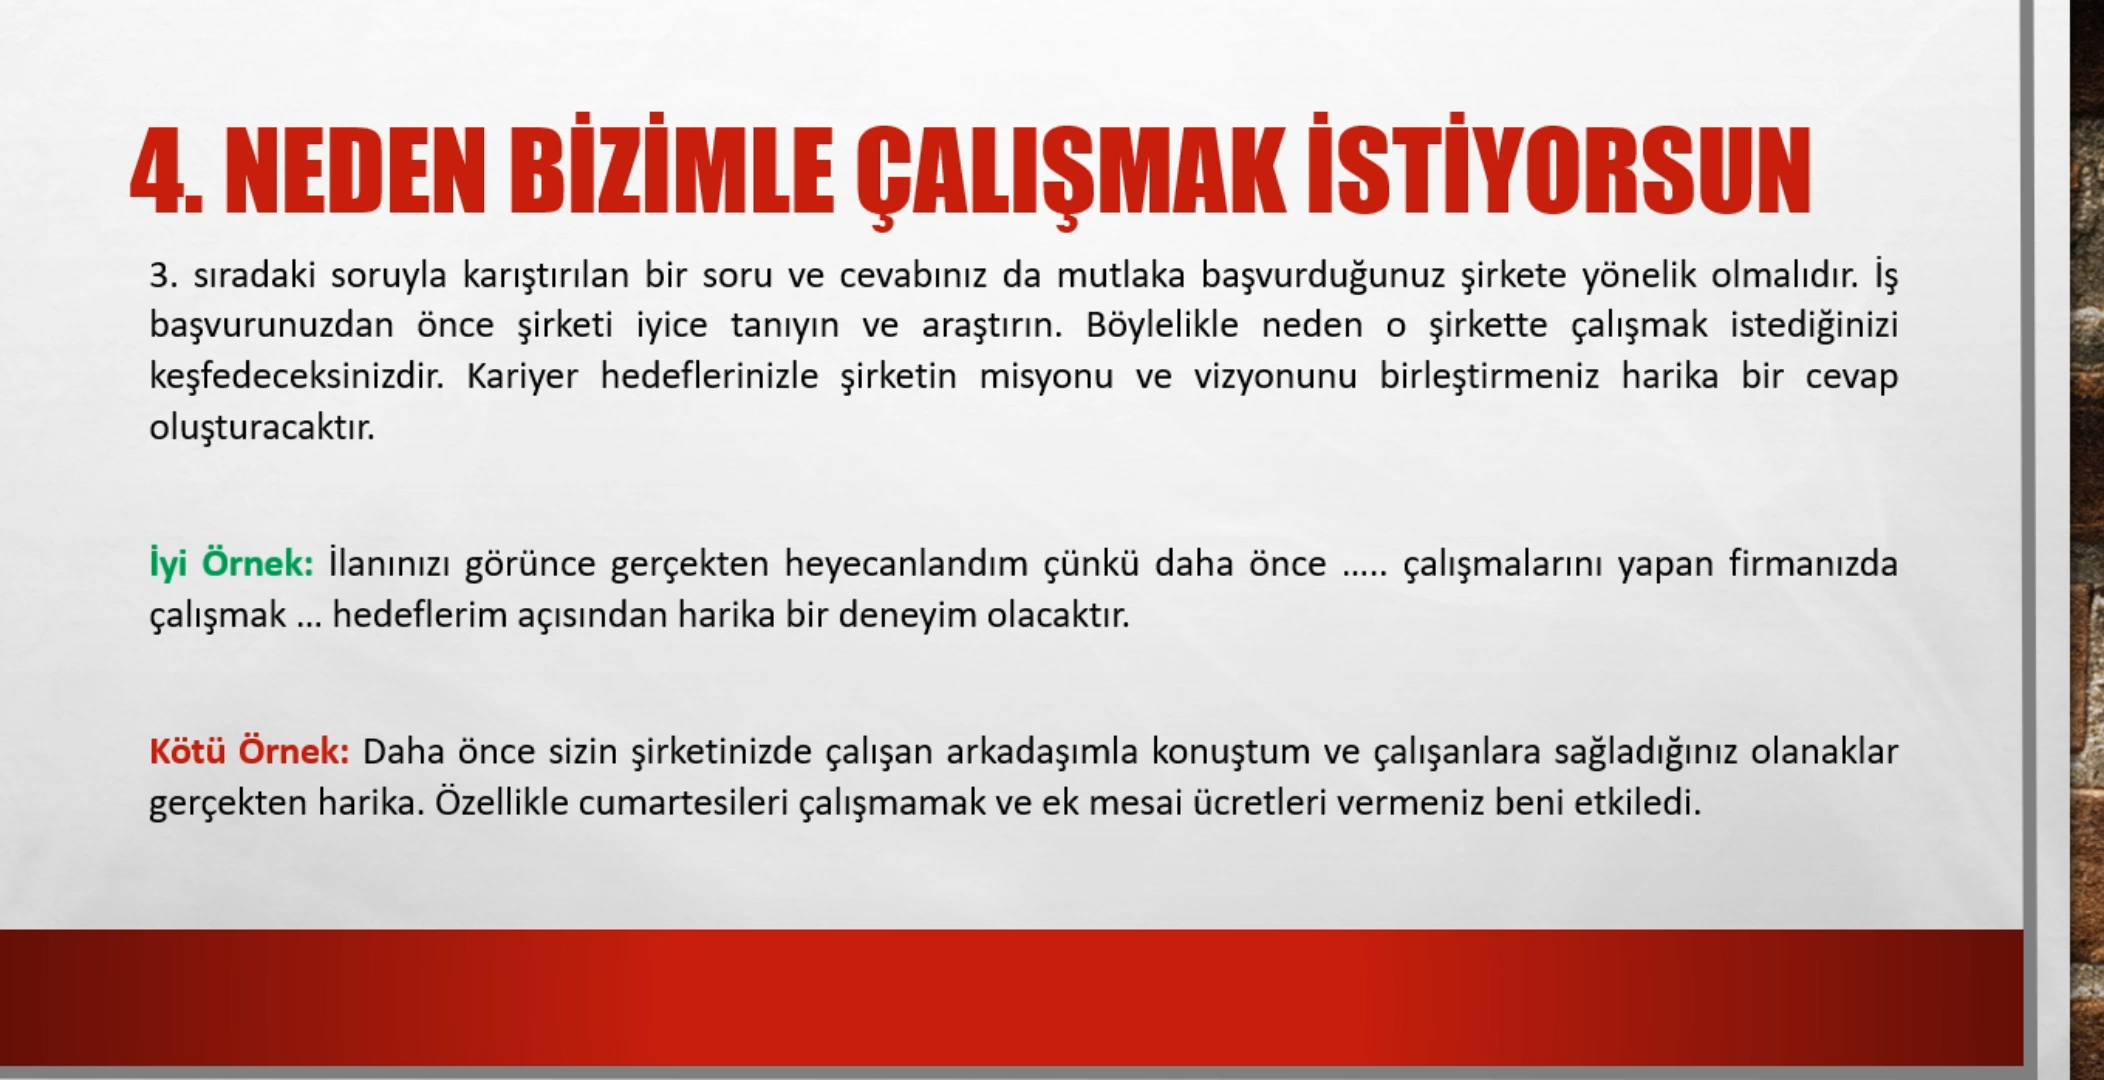 4. NEDEN BİZİMLE ÇALIŞMAK İSTİYORSUN
3. sıradaki soruyla karıştırılan bir soru ve cevabınız da mutlaka başvurduğunuz şirkete yönelik olmalıdır. İş
başvurunuzdan önce şirketi iyice tanıyın ve araştırın. Böylelikle neden o şirkette çalışmak istediğinizi
keşfedeceksinizdir. Kariyer hedeflerinizle şirketin misyonu ve vizyonunu birleştirmeniz harika bir cevap
oluşturacaktır.
İyi Örnek: İlanınızı görünce gerçekten heyecanlandım çünkü daha önce ..... çalışmalarını yapan firmanızda
çalışmak ... hedeflerim açısından harika bir deneyim olacaktır.
Kötü Örnek: Daha önce sizin şirketinizde çalışan arkadaşımla konuştum ve çalışanlara sağladığınız olanaklar
gerçekten harika. Özellikle cumartesileri çalışmamak ve ek mesai ücretleri vermeniz beni etkiledi.